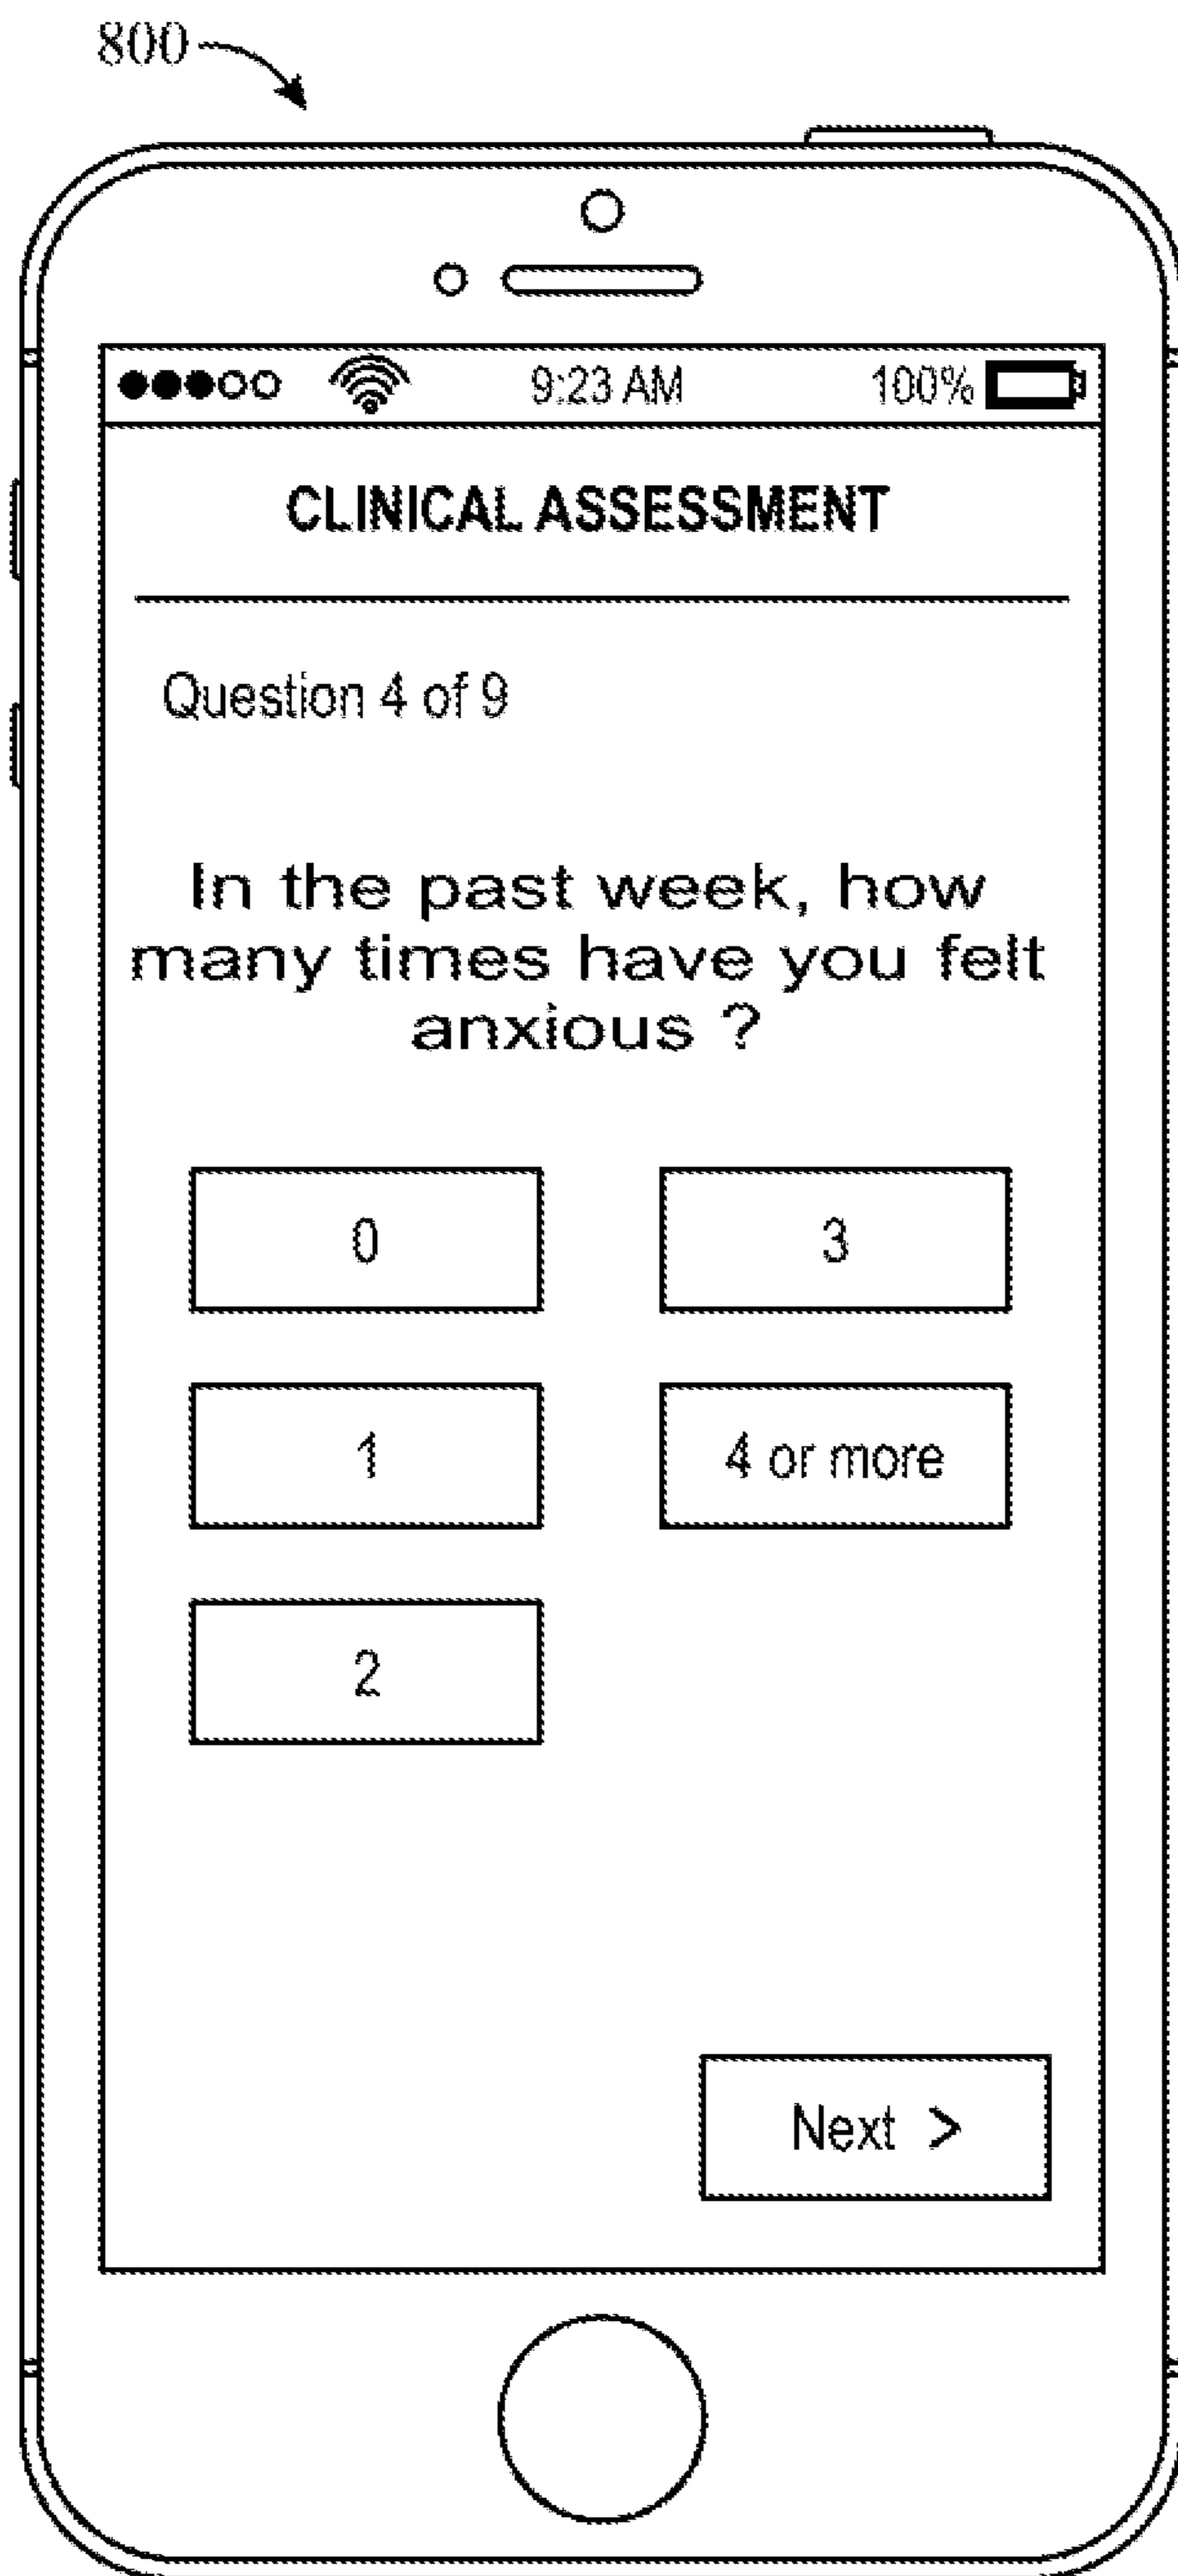 800
9:23 AM 100%
CLINICAL ASSESSMENT
Question 4 of 9
In the past week, how
many times have you felt
anxious ?
0 3
1 4 or more
2
Next >